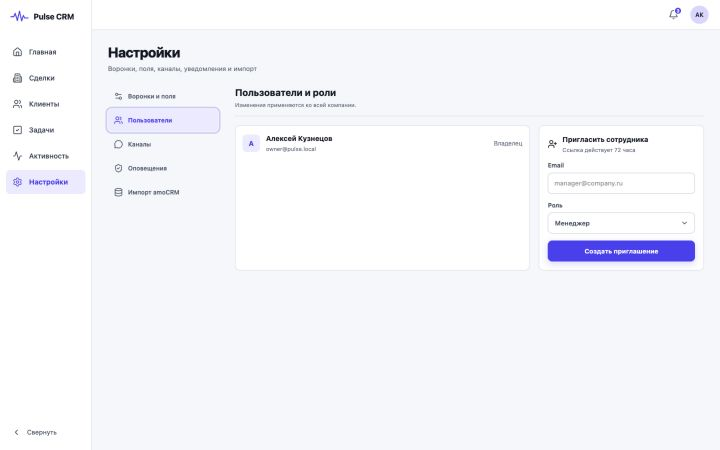 Pulse CRM
2
АК
Главная
Сделки
Клиенты
Задачи
Активность
Настройки
Свернуть
Настройки
Воронки, поля, каналы, уведомления и импорт
Воронки и поля
Пользователи
Каналы
Оповещения
Импорт amoCRM
Пользователи и роли
Изменения применяются ко всей компании.
А
Алексей Кузнецов
owner@pulse.local
Владелец
Пригласить сотрудника
Ссылка действует 72 часа
Email
manager@company.ru
Роль
Менеджер
Создать приглашение